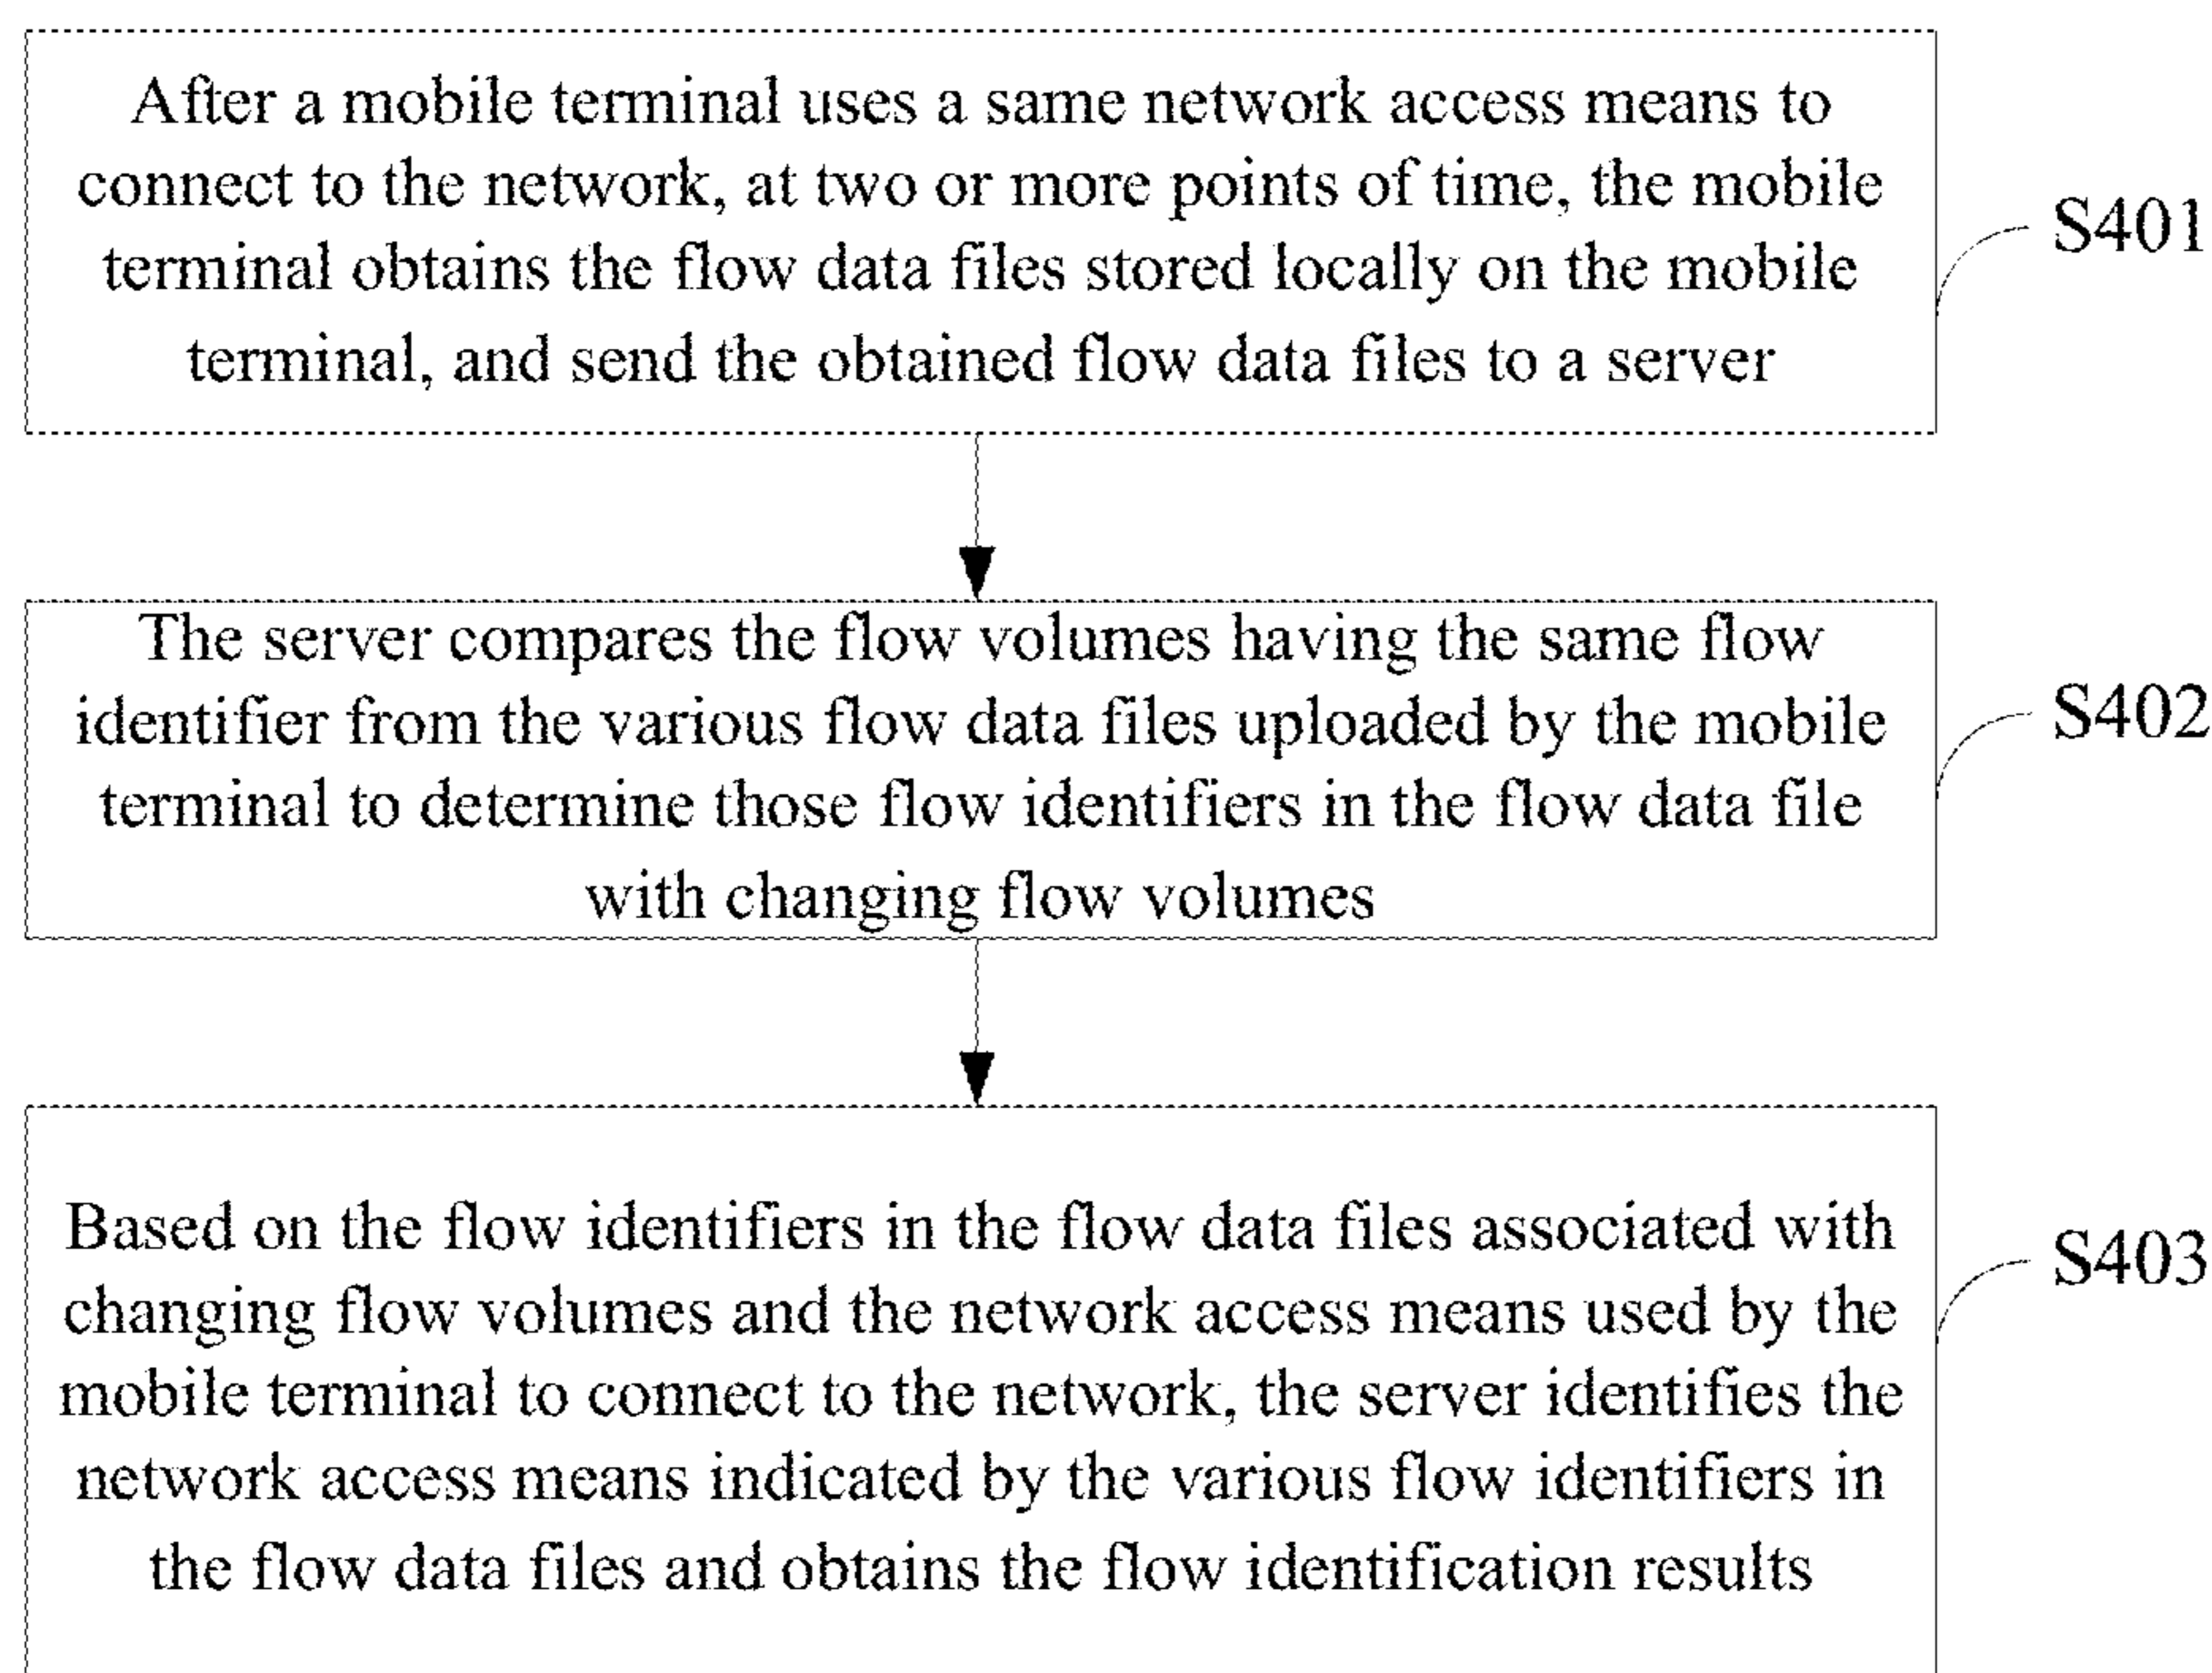 After a mobile terminal uses a same network access means to
connect to the network, at two or more points of time, the mobile
terminal obtains the flow data files stored locally on the mobile
terminal, and send the obtained flow data files to a server
S401
The server compares the flow volumes having the same flow
identifier from the various flow data files uploaded by the mobile
terminal to determine those flow identifiers in the flow data file
with changing flow volumes
S402
Based on the flow identifiers in the flow data files associated with
changing flow volumes and the network access means used by the
mobile terminal to connect to the network, the server identifies the
network access means indicated by the various flow identifiers in
the flow data files and obtains the flow identification results
S403